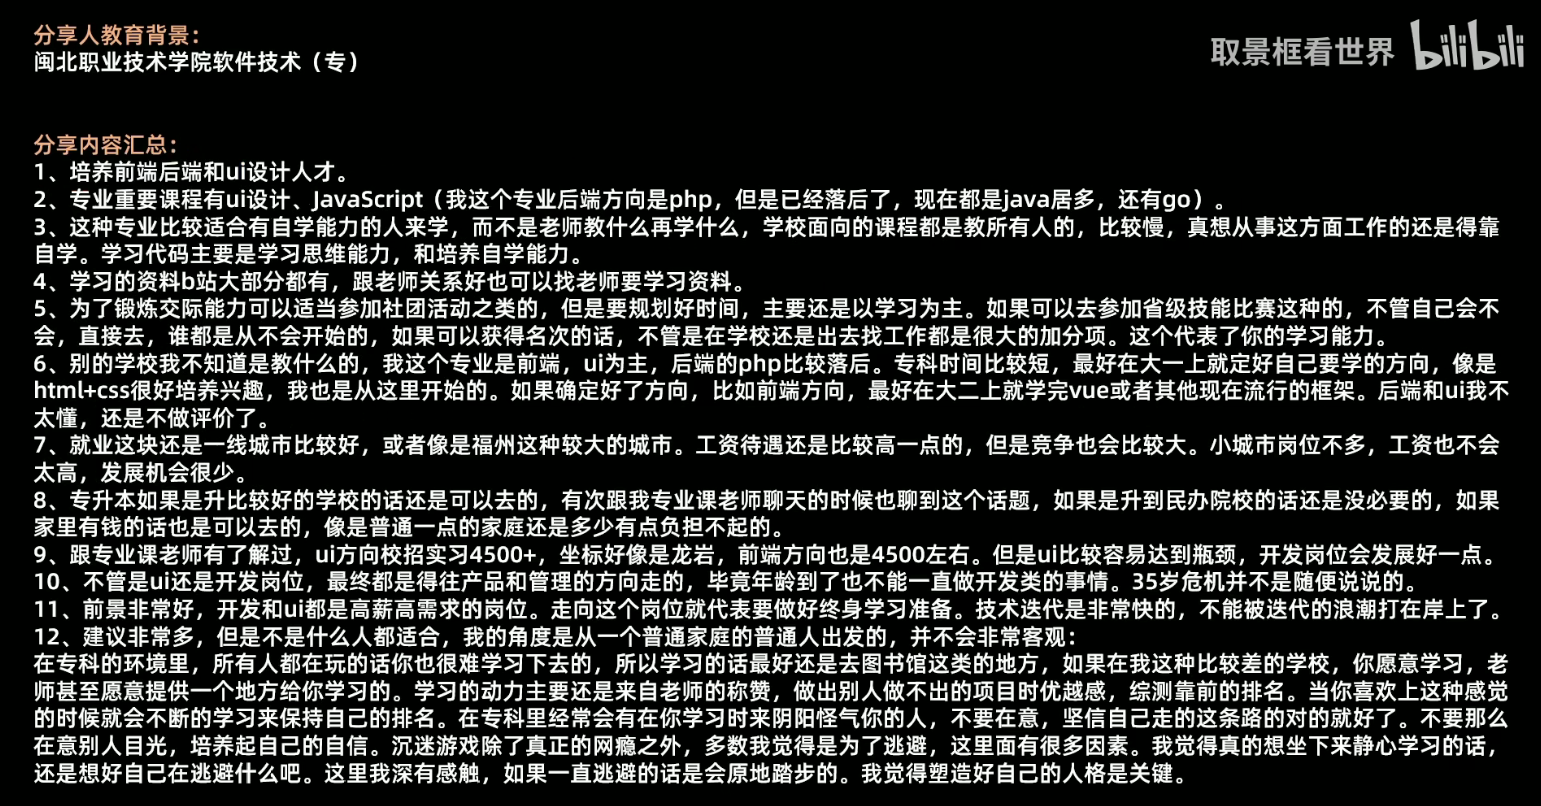 分享人教育背景：
闽北职业技术学院软件技术（专）
取景框看世界 bilibili
分享内容汇总：
1、培养前端后端和ui设计人才。
2、专业重要课程有ui设计、JavaScript（我这个专业后端方向是php，但是已经落后了，现在都是java居多，还有go）。
3、这种专业比较适合有自学能力的人来学，而不是老师教什么再学什么，学校面向的课程都是教所有人的，比较慢，真想从事这方面工作的还是得靠
自学。学习代码主要是学习思维能力，和培养自学能力。
4、学习的资料b站大部分都有，跟老师关系好也可以找老师要学习资料。
5、为了锻炼交际能力可以适当参加社团活动之类的，但是要规划好时间，主要还是以学习为主。如果可以去参加省级技能比赛这种的，不管自己会不
会，直接去，谁都是从不会开始的，如果可以获得名次的话，不管是在学校还是出去找工作都是很大的加分项。这个代表了你的学习能力。
6、别的学校我不知道是教什么的，我这个专业是前端，ui为主，后端的php比较落后。专科时间比较短，最好在大一上就定好自己要学的方向，像是
html+css很好培养兴趣，我也是从这里开始的。如果确定好了方向，比如前端方向，最好在大二上就学完vue或者其他现在流行的框架。后端和ui我不
太懂，还是不做评价了。
7、就业这块还是一线城市比较好，或者像是福州这种较大的城市。工资待遇还是比较高一点的，但是竞争也会比较大。小城市岗位不多，工资也不会
太高，发展机会很少。
8、专升本如果是升比较好的学校的话还是可以去的，有次跟我专业课老师聊天的时候也聊到这个话题，如果是升到民办院校的话还是没必要的，如果
家里有钱的话也是可以去的，像是普通一点的家庭还是多少有点负担不起的。
9、跟专业课老师有了解过，ui方向校招实习4500+，坐标好像是龙岩，前端方向也是4500左右。但是ui比较容易达到瓶颈，开发岗位会发展好一点。
10、不管是ui还是开发岗位，最终都是得往产品和管理的方向走的，毕竟年龄到了也不能一直做开发类的事情。35岁危机并不是随便说说的。
11、前景非常好，开发和ui都是高薪高需求的岗位。走向这个岗位就代表要做好终身学习准备。技术迭代是非常快的，不能被迭代的浪潮打在岸上了。
12、建议非常多，但是不是什么人都适合，我的角度是从一个普通家庭的普通人出发的，并不会非常客观：
在专科的环境里，所有人都在玩的话你也很难学习下去的，所以学习的话最好还是去图书馆这类的地方，如果在我这种比较差的学校，你愿意学习，老
师甚至愿意提供一个地方给你学习的。学习的动力主要还是来自老师的称赞，做出别人做不出的项目时优越感，综测靠前的排名。当你喜欢上这种感觉
的时候就会不断的学习来保持自己的排名。在专科里经常会有在你学习时来阴阳怪气你的人，不要在意，坚信自己走的这条路的对的就好了。不要那么
在意别人目光，培养起自己的自信。沉迷游戏除了真正的网瘾之外，多数我觉得是为了逃避，这里面有很多因素。我觉得真的想坐下来静心学习的话，
还是想好自己在逃避什么吧。这里我深有感触，如果一直逃避的话是会原地踏步的。我觉得塑造好自己的人格是关键。